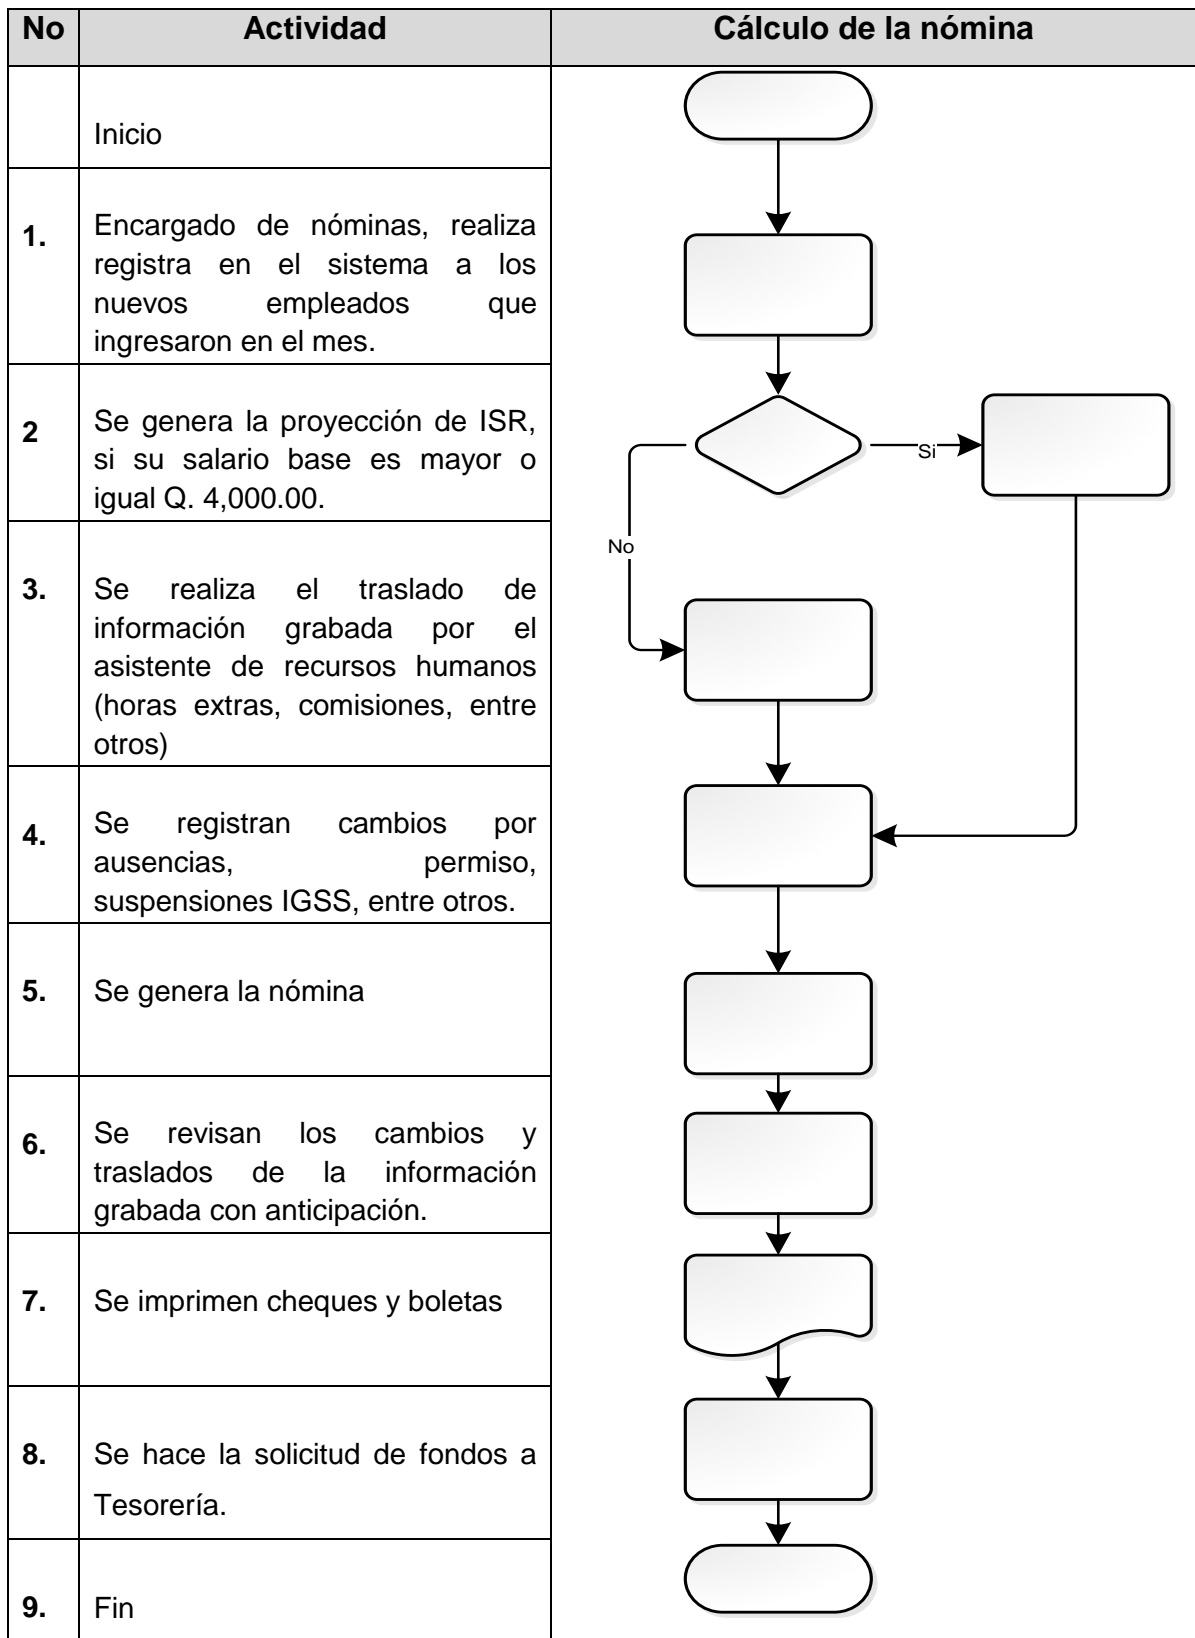 No Actividad Cálculo de la nómina
Inicio
1. Encargado de nóminas, realiza
registra en el sistema a los
nuevos empleados que
ingresaron en el mes.
2 Se genera la proyección de ISR,
si su salario base es mayor o
igual Q. 4,000.00.
Si
No
3. Se realiza el traslado de
información grabada por el
asistente de recursos humanos
(horas extras, comisiones, entre
otros)
4. Se registran cambios por
ausencias, permiso,
suspensiones IGSS, entre otros.
5. Se genera la nómina
6. Se revisan los cambios y
traslados de la información
grabada con anticipación.
7. Se imprimen cheques y boletas
8. Se hace la solicitud de fondos a
Tesorería.
9. Fin